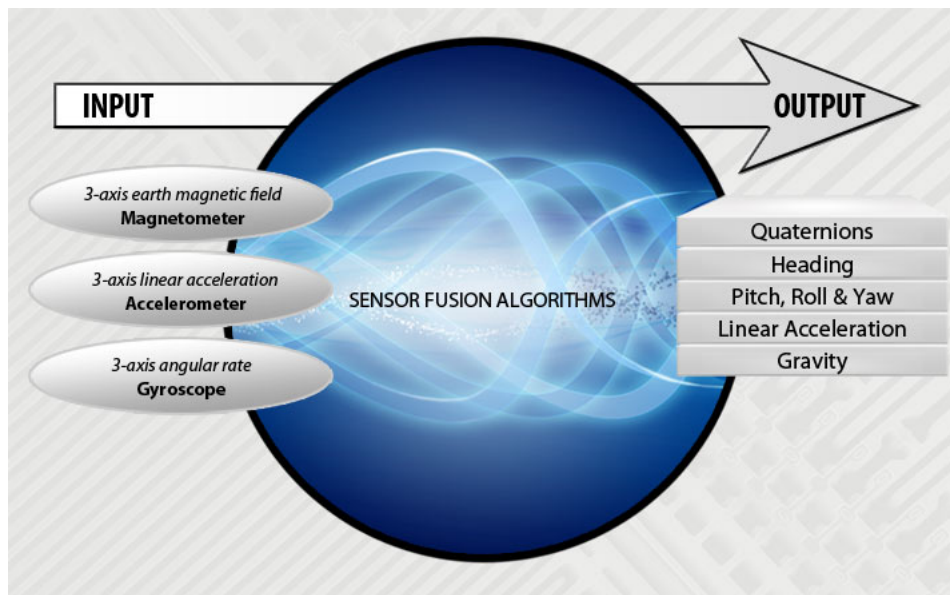 INPUT
OUTPUT
3-axis earth magnetic field
Magnetometer
3-axis linear acceleration
Accelerometer
3-axis angular rate
Gyroscope
SENSOR FUSION ALGORITHMS
Quaternions
Heading
Pitch, Roll & Yaw
Linear Acceleration
Gravity